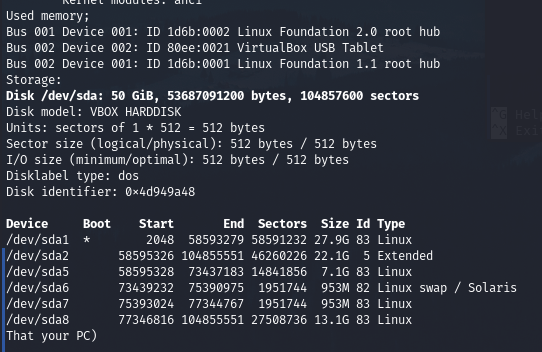 Kernel modules: ahci
Used memory;
Bus 001 Device 001: ID 1d6b:0002 Linux Foundation 2.0 root hub
Bus 002 Device 002: ID 80ee:0021 VirtualBox USB Tablet
Bus 002 Device 001: ID 1d6b:0001 Linux Foundation 1.1 root hub
Storage:
Disk /dev/sda: 50 GiB, 53687091200 bytes, 104857600 sectors
Disk model: VBOX HARDDISK
Units: sectors of 1 * 512 = 512 bytes
Sector size (logical/physical): 512 bytes / 512 bytes
I/O size (minimum/optimal): 512 bytes / 512 bytes
Disklabel type: dos
Disk identifier: 0×4d949a48
Device Boot Start End Sectors Size Id Type
/dev/sda1 * 2048 58593279 58591232 27.9G 83 Linux
/dev/sda2 58595326 104855551 46260226 22.1G 5 Extended
/dev/sda5 58595328 73437183 14841856 7.1G 83 Linux
/dev/sda6 73439232 75390975 1951744 953M 82 Linux swap / Solaris
/dev/sda7 75393024 77344767 1951744 953M 83 Linux
/dev/sda8 77346816 104855551 27508736 13.1G 83 Linux
That your PC)